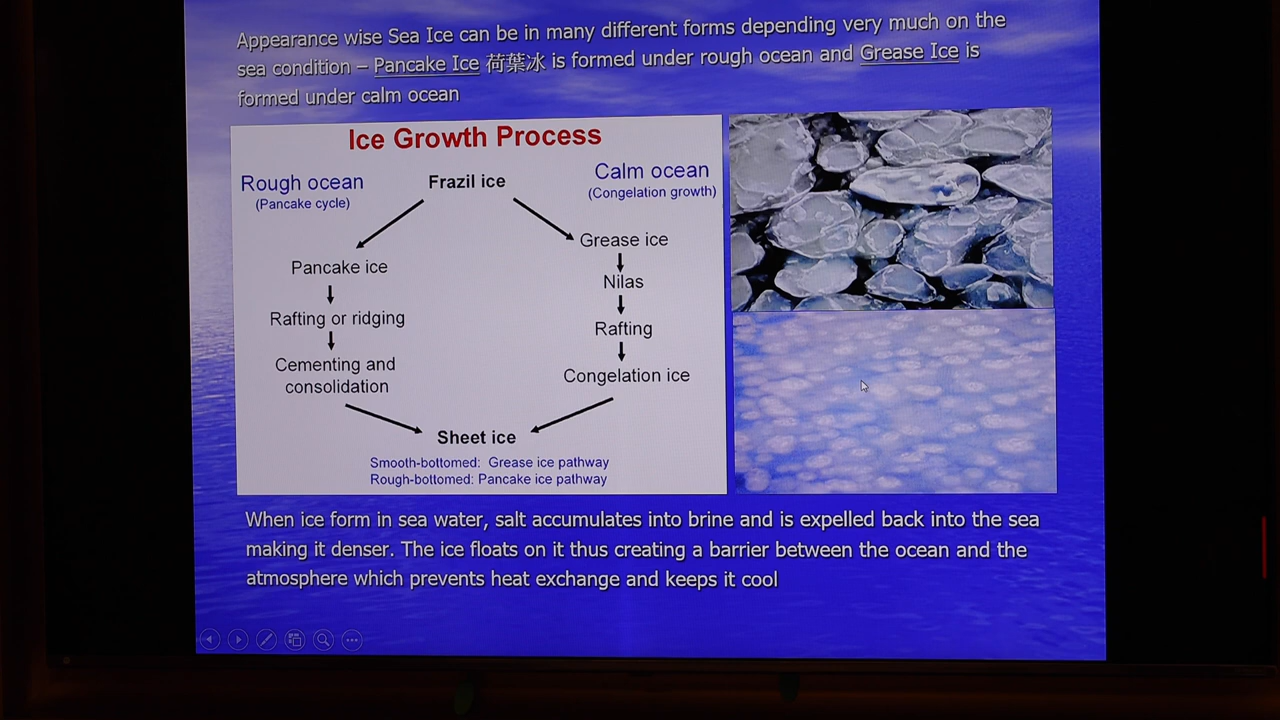 Appearance wise Sea Ice can be in many different forms depending very much on the
sea condition – Pancake Ice 荷葉冰 is formed under rough ocean and Grease Ice is
formed under calm ocean
Ice Growth Process
Rough ocean
(Pancake cycle)
Frazil ice
Calm ocean
(Congelation growth)
Pancake ice
Rafting or ridging
Cementing and
consolidation
Grease ice
Nilas
Rafting
Congelation ice
Sheet ice
Smooth-bottomed: Grease ice pathway
Rough-bottomed: Pancake ice pathway
When ice form in sea water, salt accumulates into brine and is expelled back into the sea
making it denser. The ice floats on it thus creating a barrier between the ocean and the
atmosphere which prevents heat exchange and keeps it cool